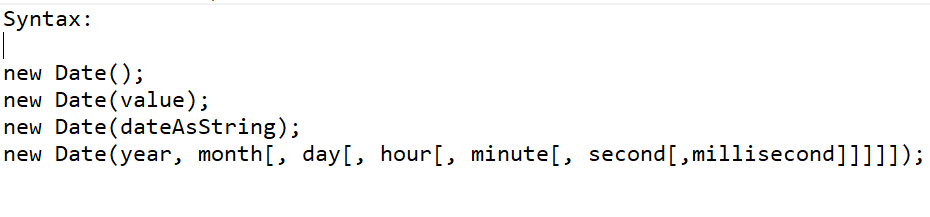 Syntax:
new Date();
new Date(value);
new Date(dateAsString);
new Date(year, month[, day[, hour[, minute[, second[,millisecond]]]]]);